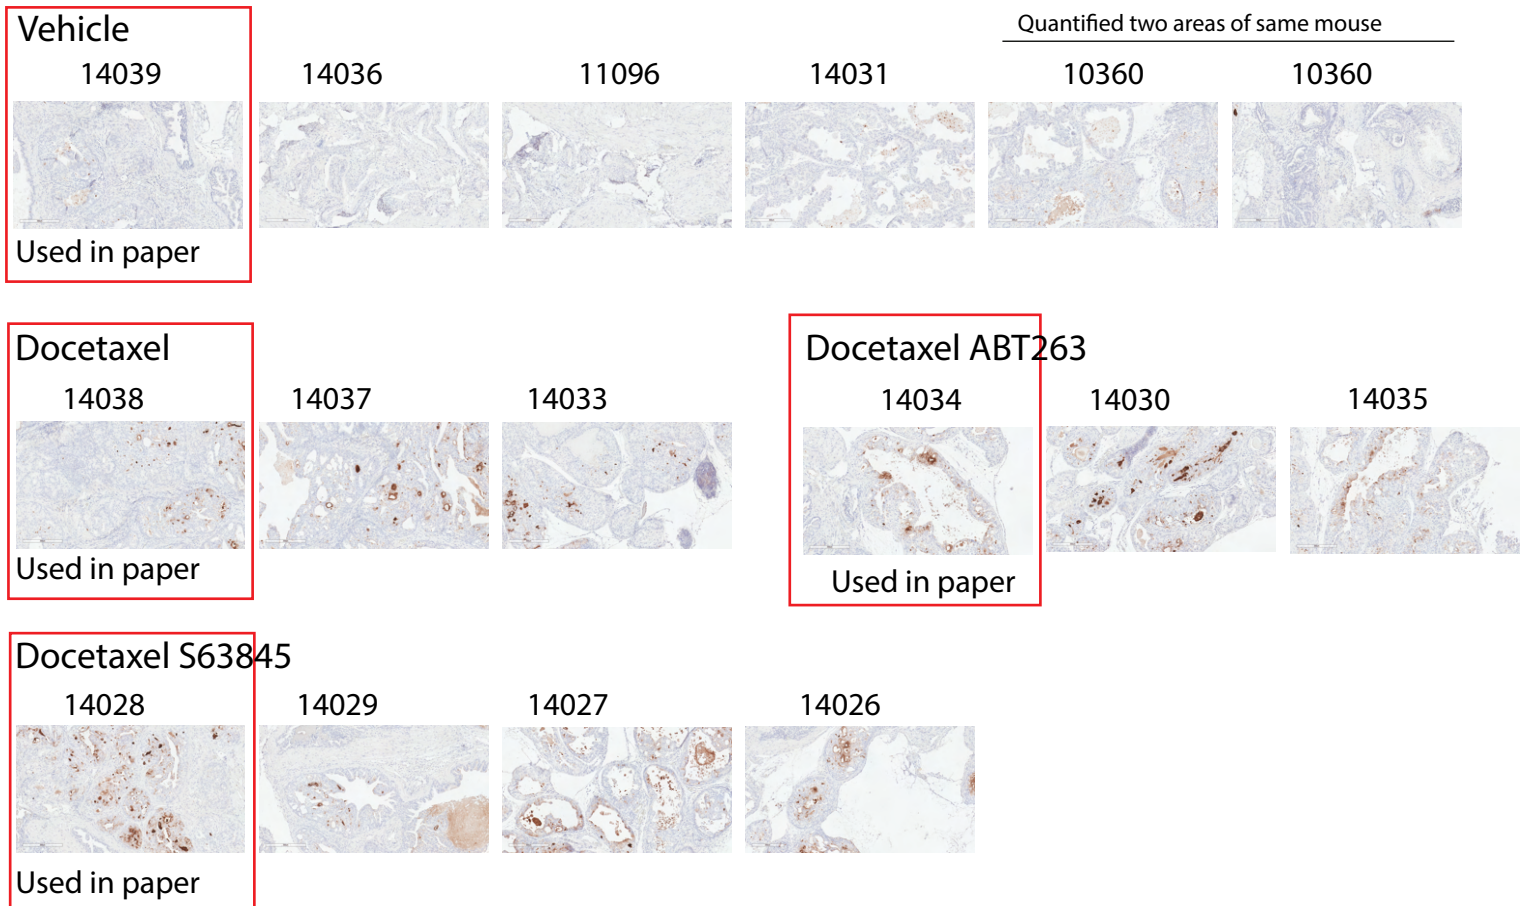 Vehicle
Quantified two areas of same mouse
14039 14036 11096 14031 10360 10360
Used in paper
Docetaxel
Docetaxel ABT263
14038 14037 14033
14034 14030 14035
Used in paper
Used in paper
Docetaxel S63845
14028 14029 14027 14026
Used in paper